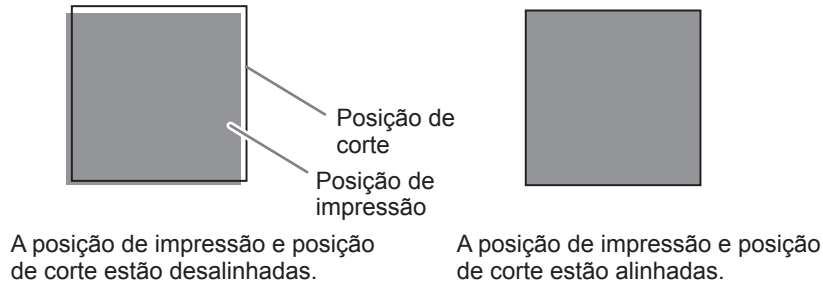 Posição de
corte
Posição de
impressão
A posição de impressão e posição
de corte estão desalinhadas.
A posição de impressão e posição
de corte estão alinhadas.